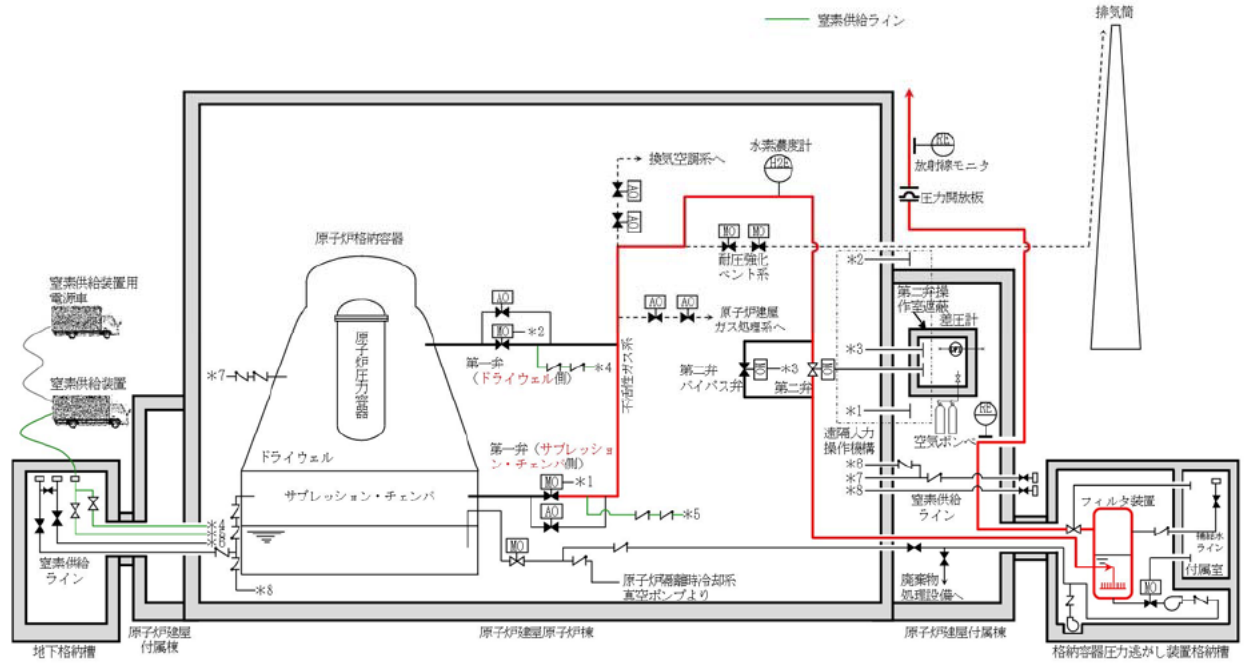 窒素供給ライン
排気筒
水素濃度計
H2E
換気空調系へ
AO
AO
RE
放射線モニタ
圧力開放板
原子炉格納容器
MO
MO
耐圧強化
ベント系
*2
窒素供給装置用
電源車
第二弁操
作室遮蔽
差圧計
AO
MO
*2
AO
AO
原子炉建屋
ガス処理系へ
原子炉圧力容器
第一弁
(ドライウェル側)
*4
*7
不活性ガス系
第二弁
バイパス弁
MO
*3
第二弁
MO
*3
dPT
窒素供給装置
*1
RE
遠隔人力
操作機構
空気ボンベ
ドライウェル
第一弁(サプレッショ
ン・チェンバ側)
MO
*1
AO
*5
サプレッション・チェンバ
*6
*7
*8
窒素供給
ライン
フィルタ装置
補給水
ライン
付属室
MO
*4
*5
*6
*8
窒素供給
ライン
MO
原子炉隔離時冷却系
真空ポンプより
廃棄物
処理設備へ
地下格納槽
原子炉建屋
付属棟
原子炉建屋原子炉棟
原子炉建屋付属棟
格納容器圧力逃がし装置格納槽